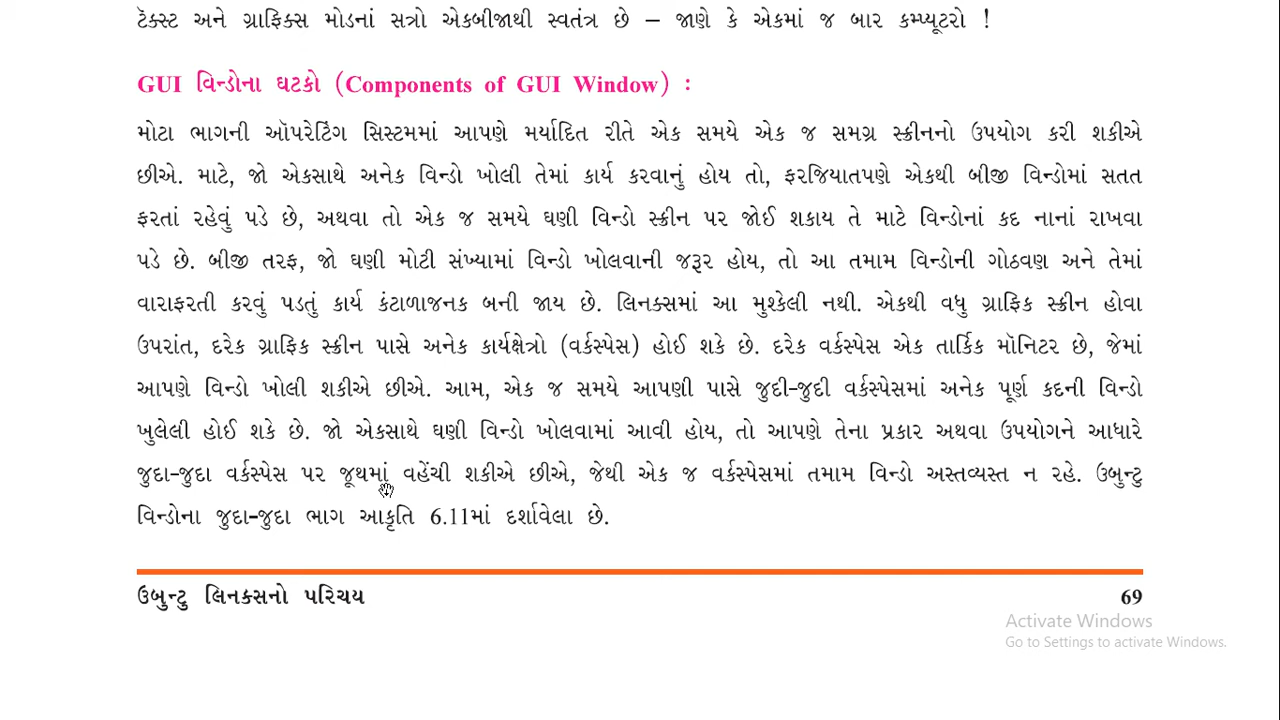 ટૅક્સ્ટ અને ગ્રાફિક્સ મોડનાં સત્રો એકબીજાથી સ્વતંત્ર છે – જાણે કે એકમાં જ બાર કમ્પ્યૂટરો !
GUI વિન્ડોના ઘટકો (Components of GUI Window) :
મોટા ભાગની ઑપરેટિંગ સિસ્ટમમાં આપણે મર્યાદિત રીતે એક સમયે એક જ સમગ્ર સ્ક્રીનનો ઉપયોગ કરી શકીએ
છીએ. માટે, જો એકસાથે અનેક વિન્ડો ખોલી તેમાં કાર્ય કરવાનું હોય તો, ફરજિયાતપણે એકથી બીજી વિન્ડોમાં સતત
ફરતાં રહેવું પડે છે, અથવા તો એક જ સમયે ઘણી વિન્ડો સ્ક્રીન પર જોઈ શકાય તે માટે વિન્ડોનાં કદ નાનાં રાખવા
પડે છે. બીજી તરફ, જો ઘણી મોટી સંખ્યામાં વિન્ડો ખોલવાની જરૂર હોય, તો આ તમામ વિન્ડોની ગોઠવણ અને તેમાં
વારાફરતી કરવું પડતું કાર્ય કંટાળાજનક બની જાય છે. લિનક્સમાં આ મુશ્કેલી નથી. એકથી વધુ ગ્રાફિક સ્ક્રીન હોવા
ઉપરાંત, દરેક ગ્રાફિક સ્ક્રીન પાસે અનેક કાર્યક્ષેત્રો (વર્કસ્પેસ) હોઈ શકે છે. દરેક વર્કસ્પેસ એક તાર્કિક મૉનિટર છે, જેમાં
આપણે વિન્ડો ખોલી શકીએ છીએ. આમ, એક જ સમયે આપણી પાસે જુદી-જુદી વર્કસ્પેસમાં અનેક પૂર્ણ કદની વિન્ડો
ખુલેલી હોઈ શકે છે. જો એકસાથે ઘણી વિન્ડો ખોલવામાં આવી હોય, તો આપણે તેના પ્રકાર અથવા ઉપયોગને આધારે
જુદા-જુદા વર્કસ્પેસ પર જૂથમાં વહેંચી શકીએ છીએ, જેથી એક જ વર્કસ્પેસમાં તમામ વિન્ડો અસ્તવ્યસ્ત ન રહે. ઉબુન્ટુ
વિન્ડોના જુદા-જુદા ભાગ આકૃતિ 6.11માં દર્શાવેલા છે.
ઉબુન્ટુ લિનક્સનો પરિચય 69
Activate Windows
Go to Settings to activate Windows.